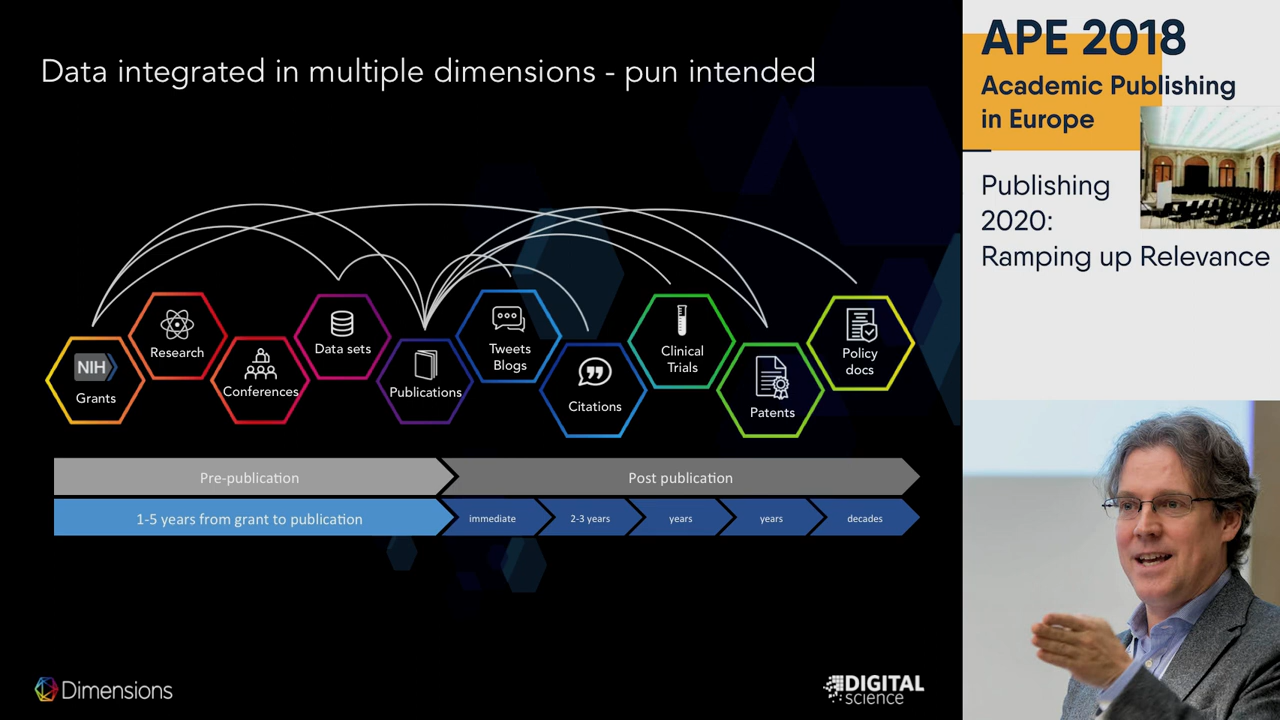 Data integrated in multiple dimensions - pun intended
NIH
Grants
Research
Conferences
Data sets
Publications
Tweets
Blogs
Citations
Clinical
Trials
Patents
Policy
docs
Pre-publication
Post publication
1-5 years from grant to publication
immediate
2-3 years
years
years
decades
Dimensions
DIGITAL
science
APE 2018
Academic Publishing
in Europe
Publishing
2020:
Ramping up Relevance